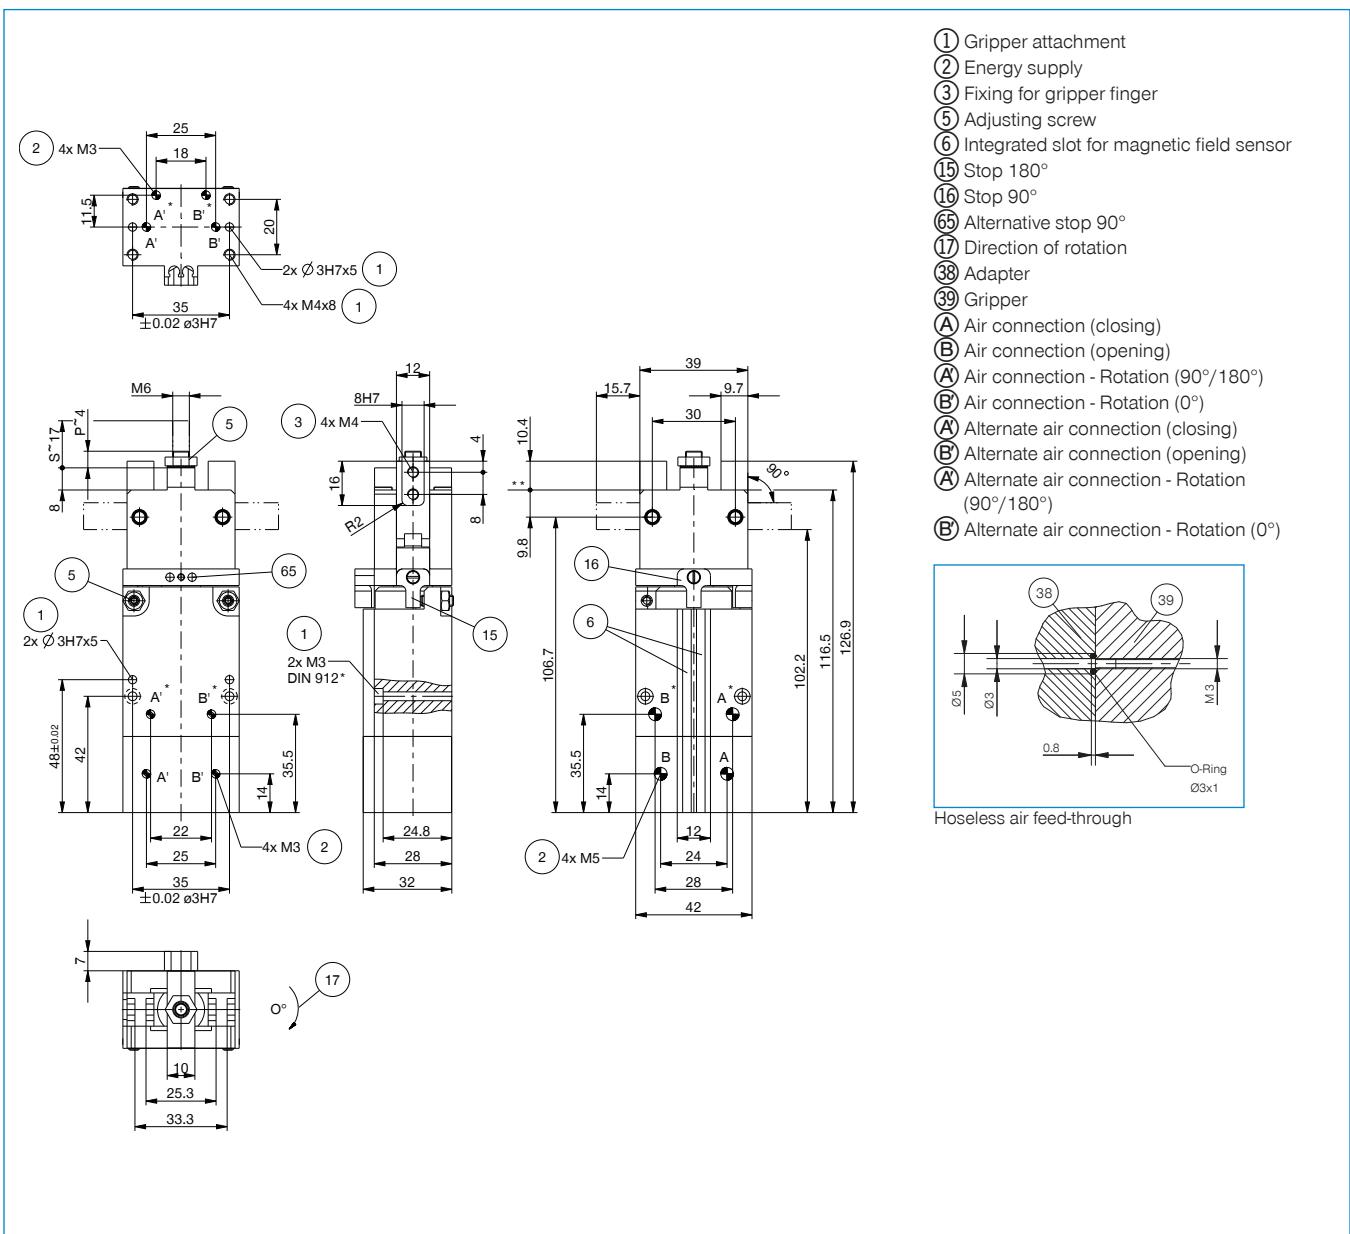 1 Gripper attachment
2 Energy supply
3 Fixing for gripper finger
5 Adjusting screw
6 Integrated slot for magnetic field sensor
15 Stop 180°
16 Stop 90°
65 Alternative stop 90°
17 Direction of rotation
38 Adapter
39 Gripper
A Air connection (closing)
B Air connection (opening)
A' Air connection - Rotation (90°/180°)
B' Air connection - Rotation (0°)
A' Alternate air connection (closing)
B' Alternate air connection (opening)
A' Alternate air connection - Rotation
(90°/180°)
B' Alternate air connection - Rotation (0°)
25
2 4x M3
18
11.5
A'* B'*
20
A' B'
2x Ø 3H7x5 1
4x M4x8 1
35
±0.02 ø3H7
M6
P~4
S~17
5
8
5
65
1
2x Ø 3H7x5
A'* B'*
48±0.02
42
35.5
A' B'
14
22
4x M3 2
25
35
±0.02 ø3H7
12
8H7
3 4x M4
4
16
R2
8
15
1
2x M3
DIN 912*
24.8
28
32
39
15.7
9.7
30
10.4
90°
**
9.8
16
6
106.7
102.2
116.5
126.9
B* A*
35.5
B A
14
12
2 4x M5
24
28
42
7
17
O°
10
25.3
33.3
38
39
Ø5
Ø3
M 3
0.8
O-Ring
Ø3x1
Hoseless air feed-through